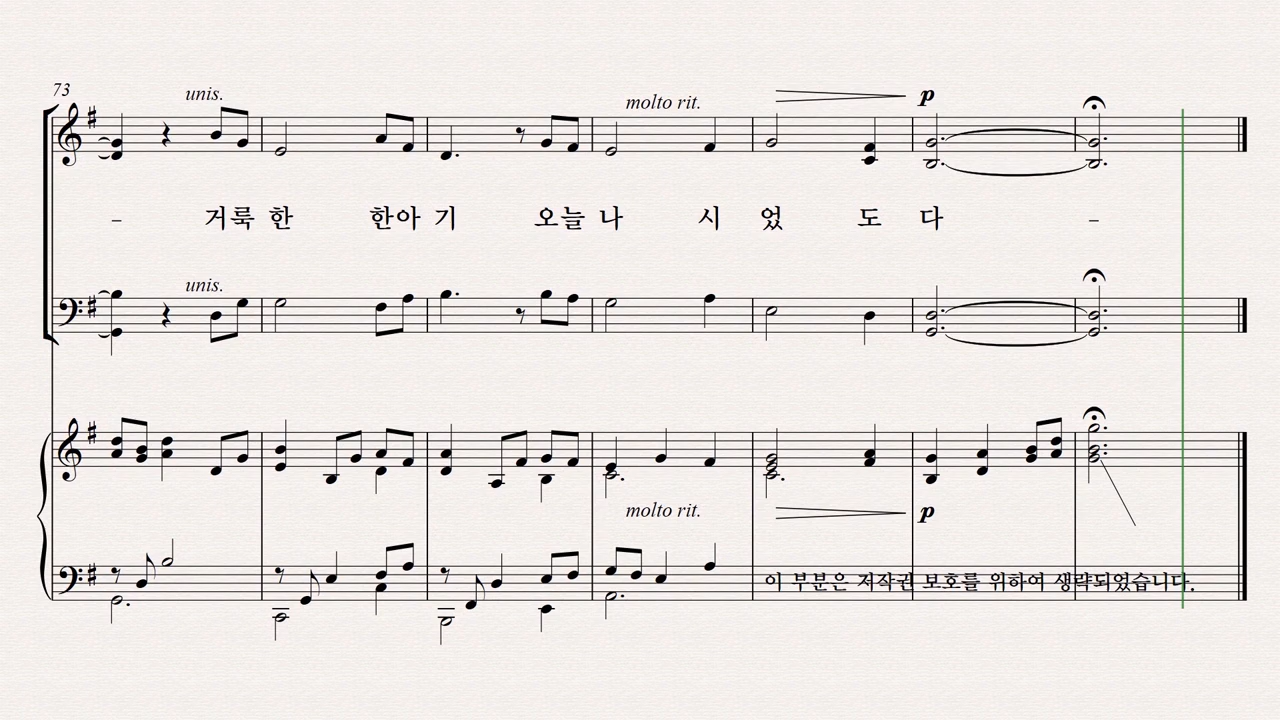 73
unis.
molto rit.
p
– 거룩 한 한아 기 오늘 나 시 었 도 다 –
unis.
molto rit.
p
이 부분은 저작권 보호를 위하여 생략되었습니다.